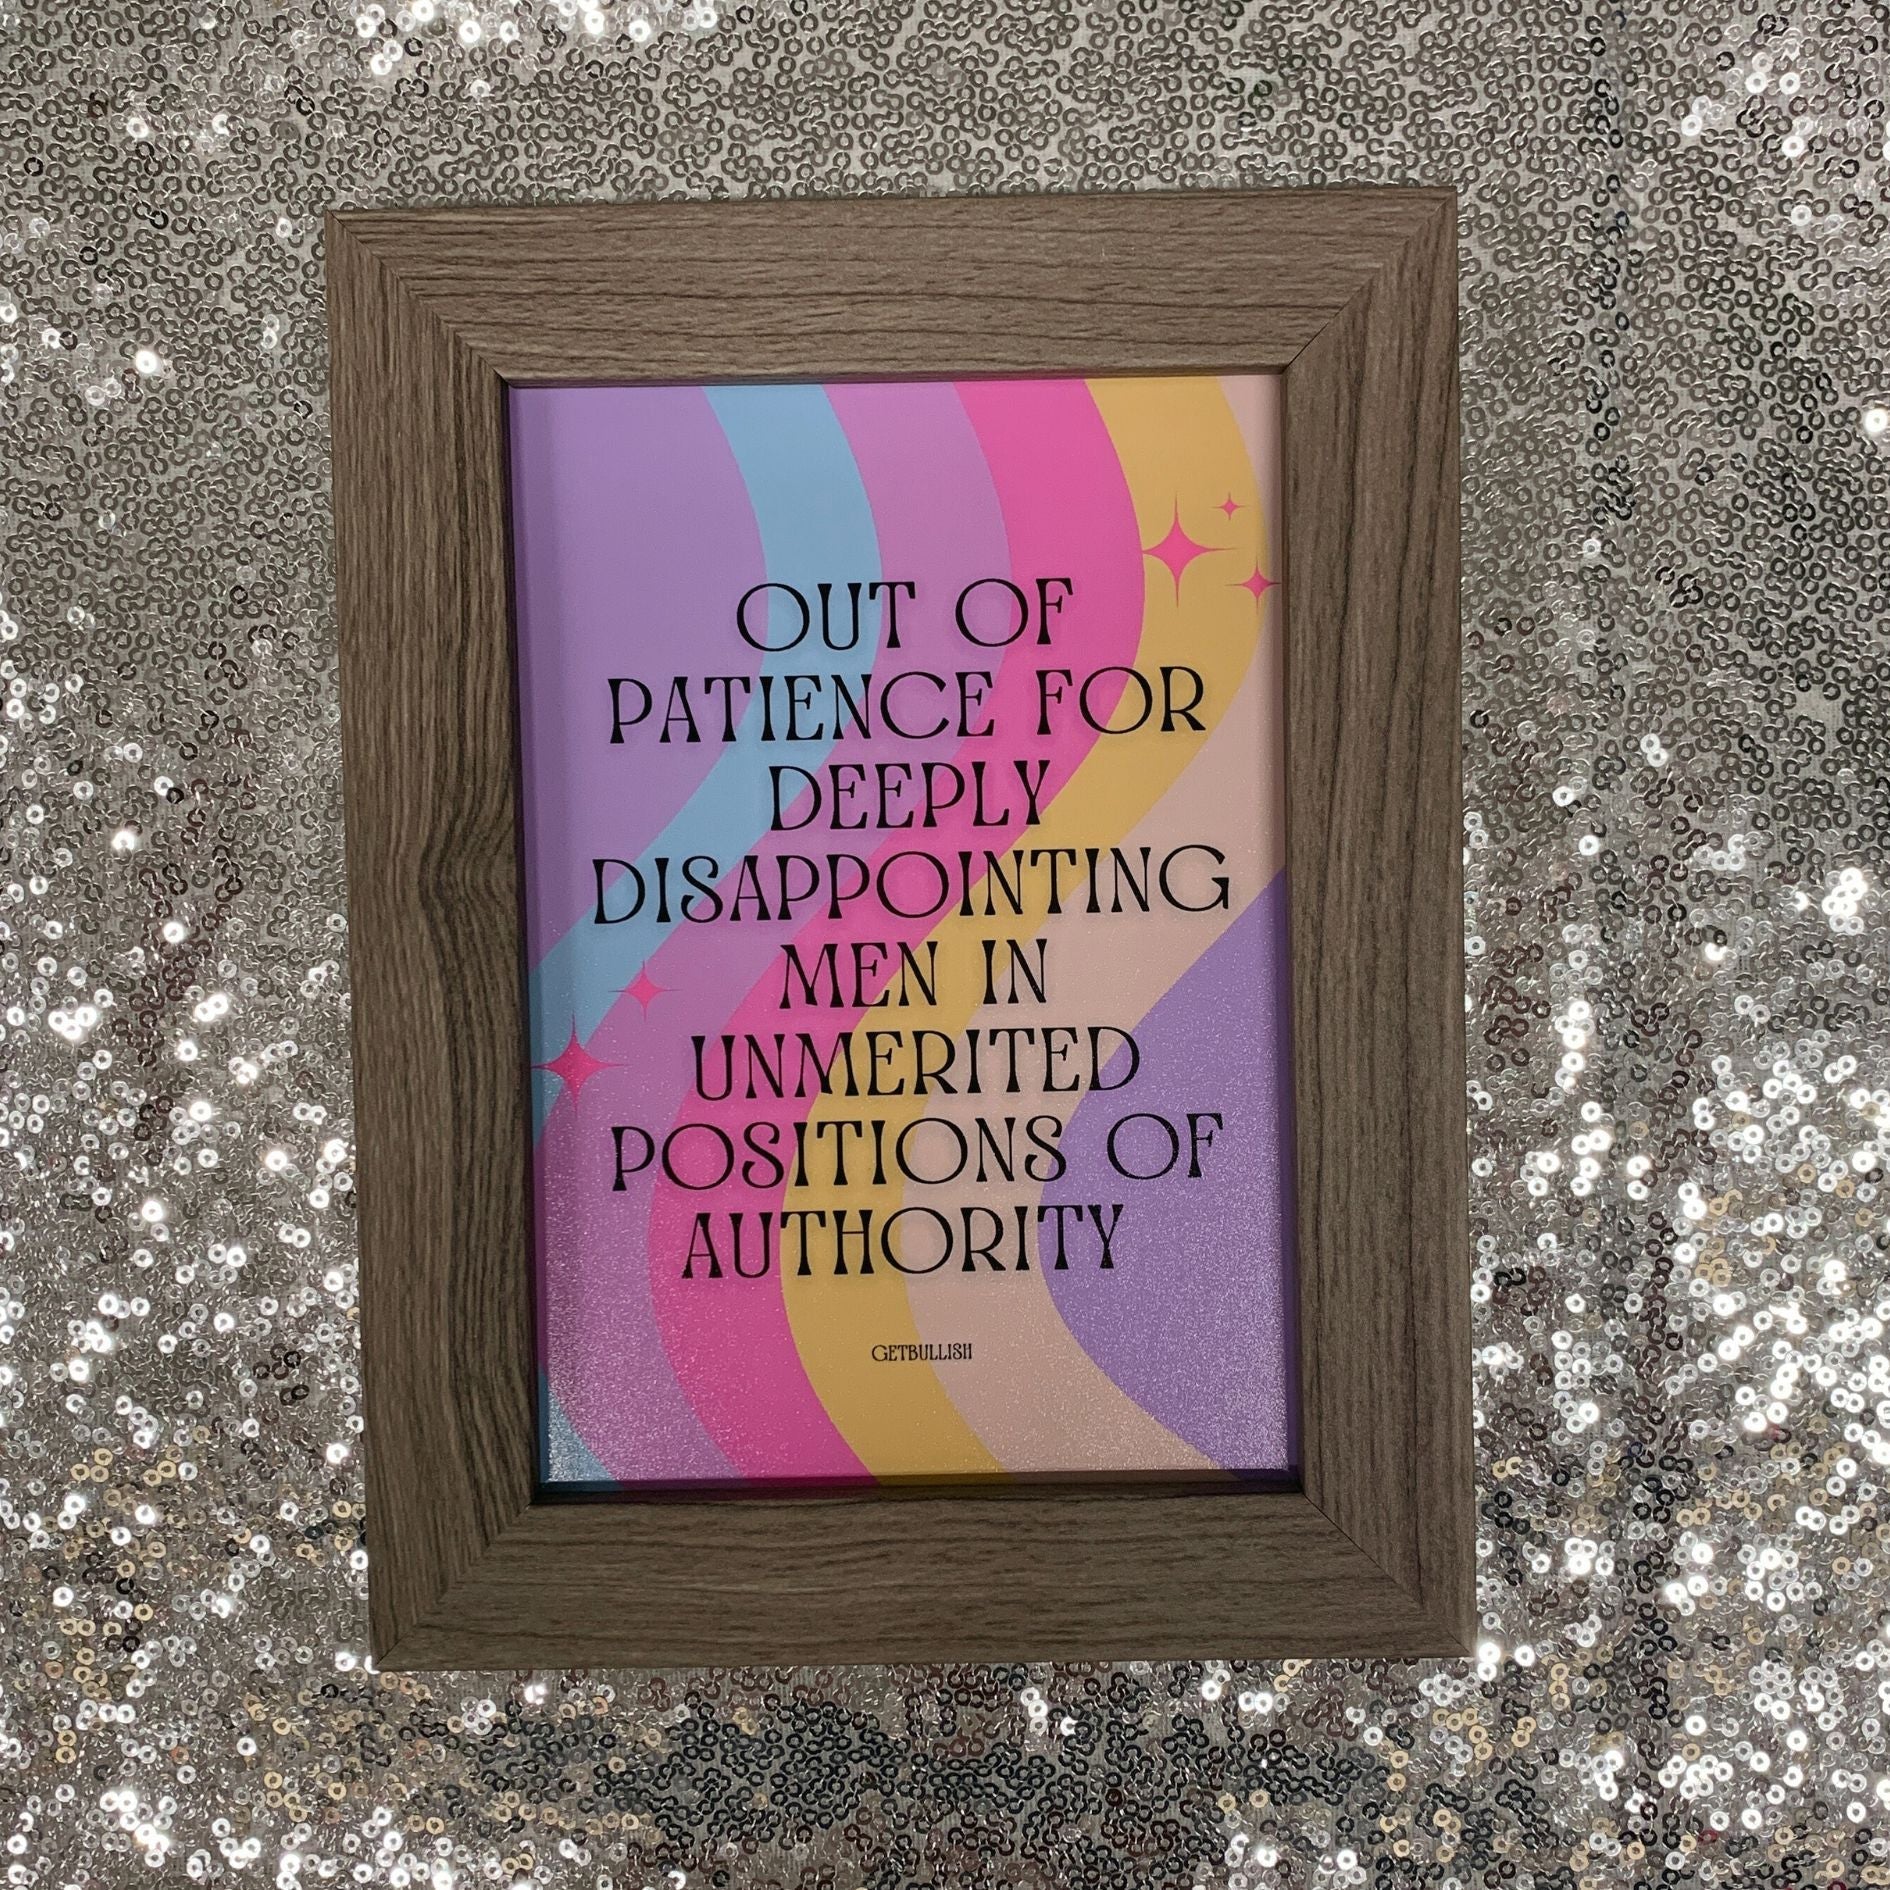 OUT OF
PATIENCE FOR
DEEPLY
DISAPPOINTING
MEN IN
UNMERITED
POSITIONS OF
AUTHORITY
GETBULLISH